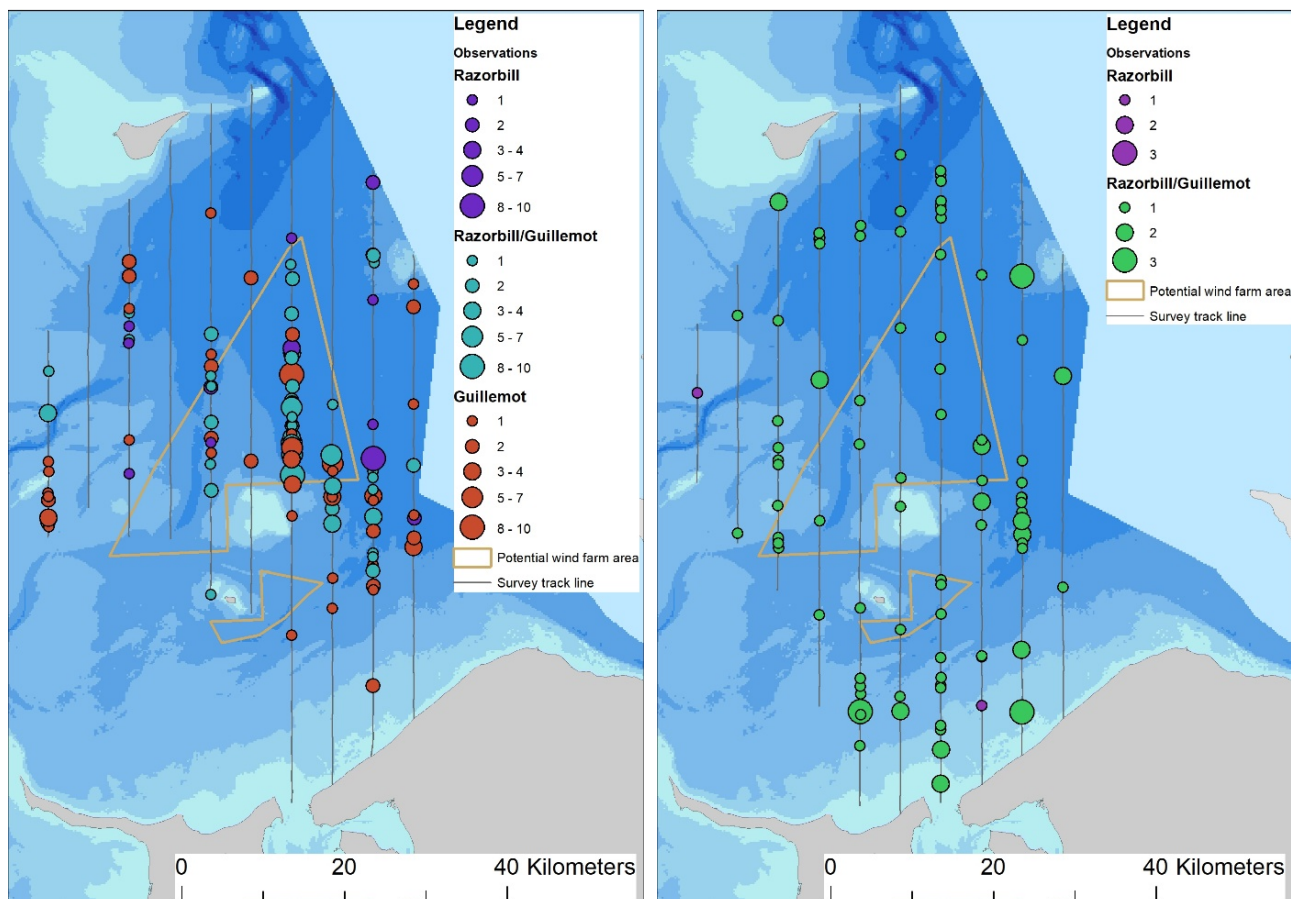 Legend
Observations
Razorbill
1
2
3 - 4
5 - 7
8 - 10
Razorbill/Guillemot
1
2
3 - 4
5 - 7
8 - 10
Guillemot
1
2
3 - 4
5 - 7
8 - 10
Potential wind farm area
Survey track line
0 20 40 Kilometers
Legend
Observations
Razorbill
1
2
3
Razorbill/Guillemot
1
2
3
Potential wind farm area
Survey track line
0 20 40 Kilometers